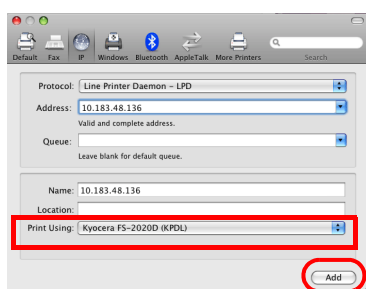 Default Fax IP Windows Bluetooth AppleTalk More Printers Search
Protocol: Line Printer Daemon – LPD
Address: 10.183.48.136
Valid and complete address.
Queue:
Leave blank for default queue.
Name: 10.183.48.136
Location:
Print Using: Kyocera FS-2020D (KPDL)
Add